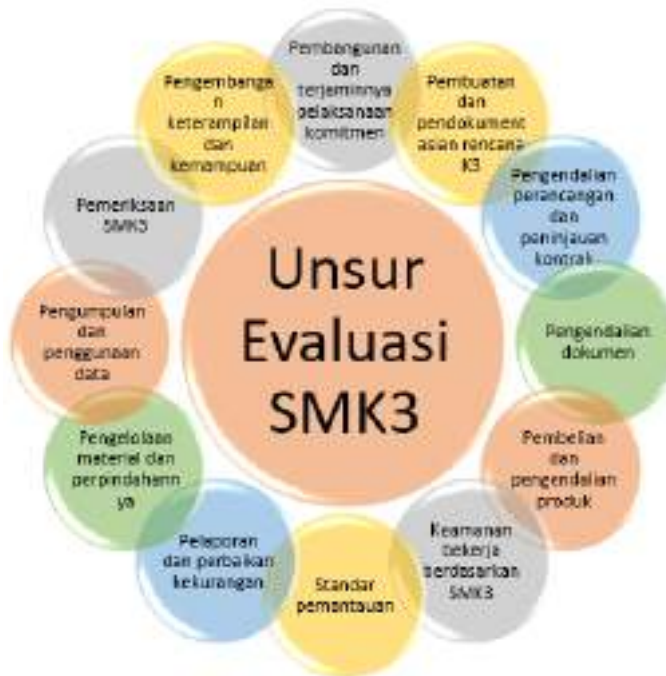 Unsur
Evaluasi
SMK3
Pembangunan
dan
terjaminnya
pelaksanaan
komitmen
Pembuatan
dan
pendokument
asian rencana
K3
Pengendalian
perancangan
dan
peninjauan
kontrak
Pengendalian
dokumen
Pembelian
dan
pengendalian
produk
Keamanan
bekerja
berdasarkan
SMK3
Standar
pemantauan
Pelaporan
dan perbaikan
kekurangan
Pengelolaan
material dan
perpindahann
ya
Pengumpulan
dan
penggunaan
data
Pemeriksaan
SMK3
Pengembanga
n
keterampilan
dan
kemampuan